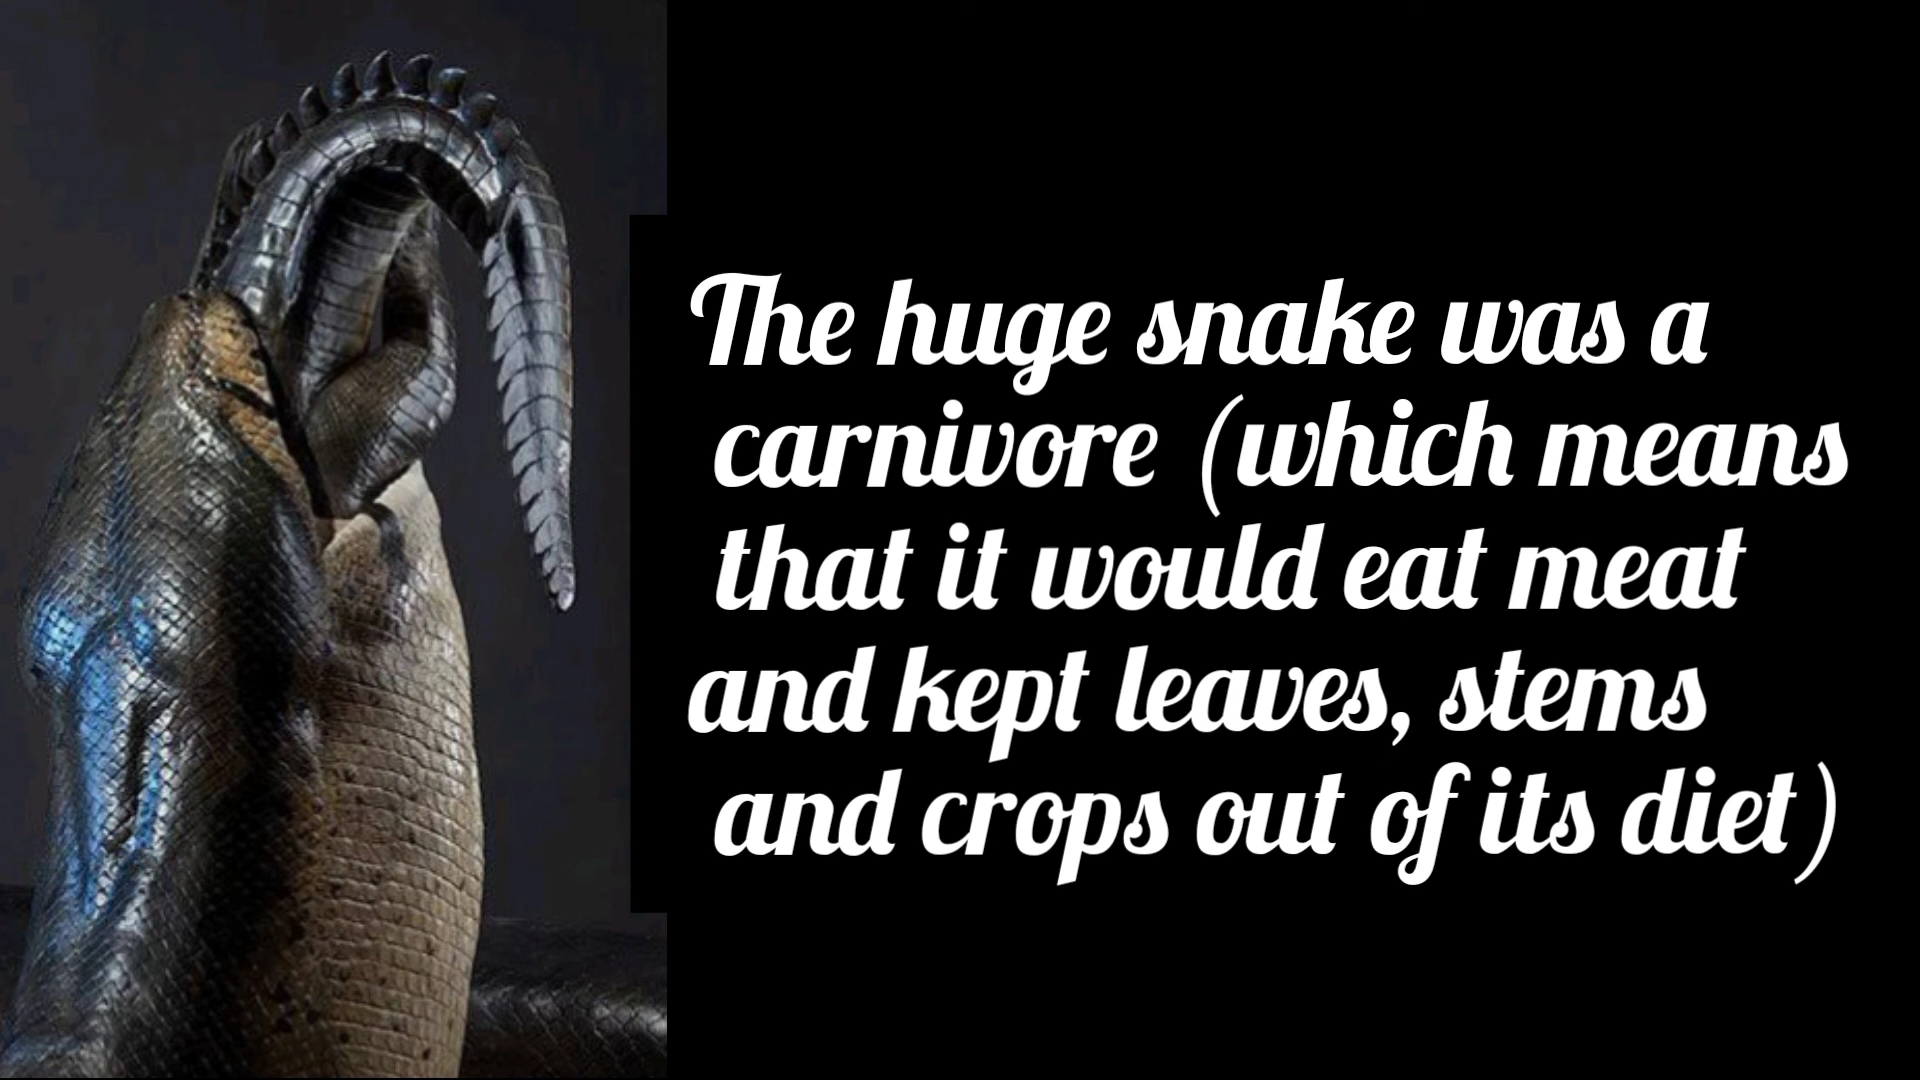 The huge snake was a
carnivore (which means
that it would eat meat
and kept leaves, stems
and crops out of its diet)